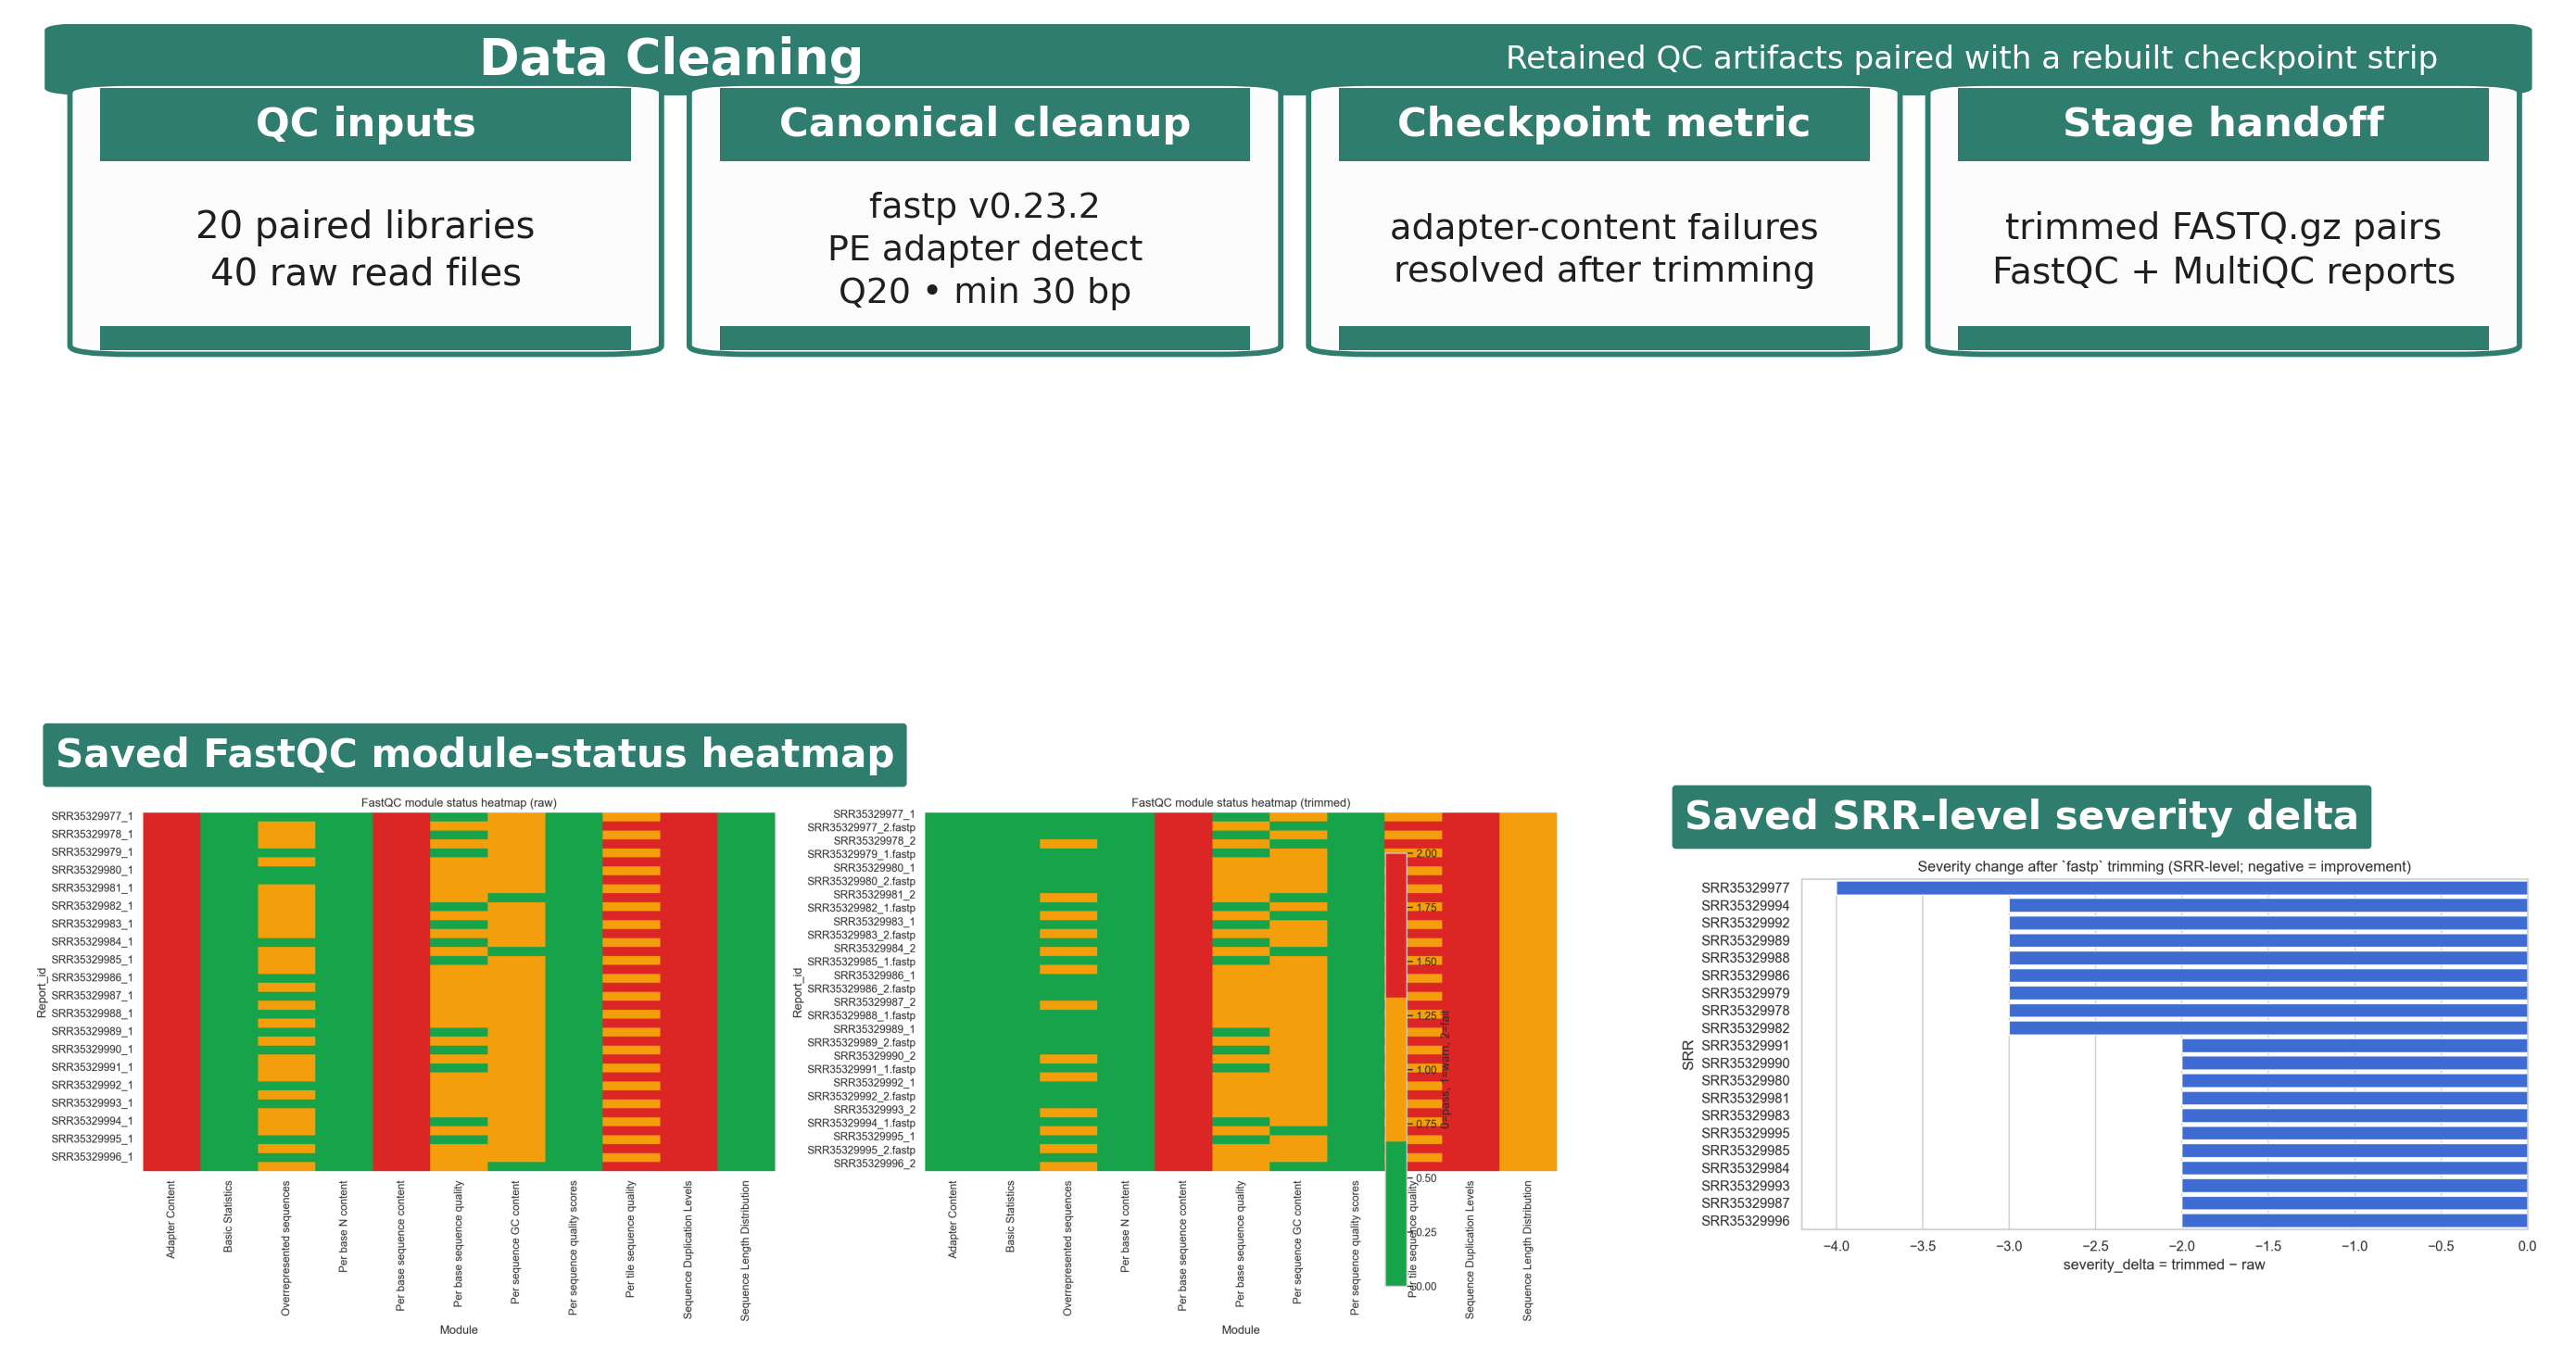 Data Cleaning
Retained QC artifacts paired with a rebuilt checkpoint strip
QC inputs
20 paired libraries
40 raw read files
Canonical cleanup
fastp v0.23.2
PE adapter detect
Q20 • min 30 bp
Checkpoint metric
adapter-content failures
resolved after trimming
Stage handoff
trimmed FASTQ.gz pairs
FastQC + MultiQC reports
Saved FastQC module-status heatmap
FastQC module status heatmap (raw)
Report_id
SRR35329977_1
SRR35329978_1
SRR35329979_1
SRR35329980_1
SRR35329981_1
SRR35329982_1
SRR35329983_1
SRR35329984_1
SRR35329985_1
SRR35329986_1
SRR35329987_1
SRR35329988_1
SRR35329989_1
SRR35329990_1
SRR35329991_1
SRR35329992_1
SRR35329993_1
SRR35329994_1
SRR35329995_1
SRR35329996_1
Adapter Content
Basic Statistics
Overrepresented sequences
Per base N content
Per base sequence content
Per base sequence quality
Per sequence GC content
Per sequence quality scores
Per tile sequence quality
Sequence Duplication Levels
Sequence Length Distribution
Module
FastQC module status heatmap (trimmed)
Report_id
SRR35329977_1
SRR35329977_2.fastp
SRR35329978_2
SRR35329979_1.fastp
SRR35329980_1
SRR35329980_2.fastp
SRR35329981_2
SRR35329982_1.fastp
SRR35329983_1
SRR35329983_2.fastp
SRR35329984_2
SRR35329985_1.fastp
SRR35329986_1
SRR35329986_2.fastp
SRR35329987_2
SRR35329988_1.fastp
SRR35329989_1
SRR35329989_2.fastp
SRR35329990_2
SRR35329991_1.fastp
SRR35329992_1
SRR35329992_2.fastp
SRR35329993_2
SRR35329994_1.fastp
SRR35329995_1
SRR35329995_2.fastp
SRR35329996_2
Adapter Content
Basic Statistics
Overrepresented sequences
Per base N content
Per base sequence content
Per base sequence quality
Per sequence GC content
Per sequence quality scores
Per tile sequence quality
Sequence Duplication Levels
Sequence Length Distribution
Module
2.00
1.75
1.50
1.25
1.00
0.75
0.50
0.25
0.00
0=pass, 1=warn, 2=fail
Saved SRR-level severity delta
Severity change after `fastp` trimming (SRR-level; negative = improvement)
SRR
SRR35329977
SRR35329994
SRR35329992
SRR35329989
SRR35329988
SRR35329986
SRR35329979
SRR35329978
SRR35329982
SRR35329991
SRR35329990
SRR35329980
SRR35329981
SRR35329983
SRR35329995
SRR35329985
SRR35329984
SRR35329993
SRR35329987
SRR35329996
−4.0 −3.5 −3.0 −2.5 −2.0 −1.5 −1.0 −0.5 0.0
severity_delta = trimmed − raw